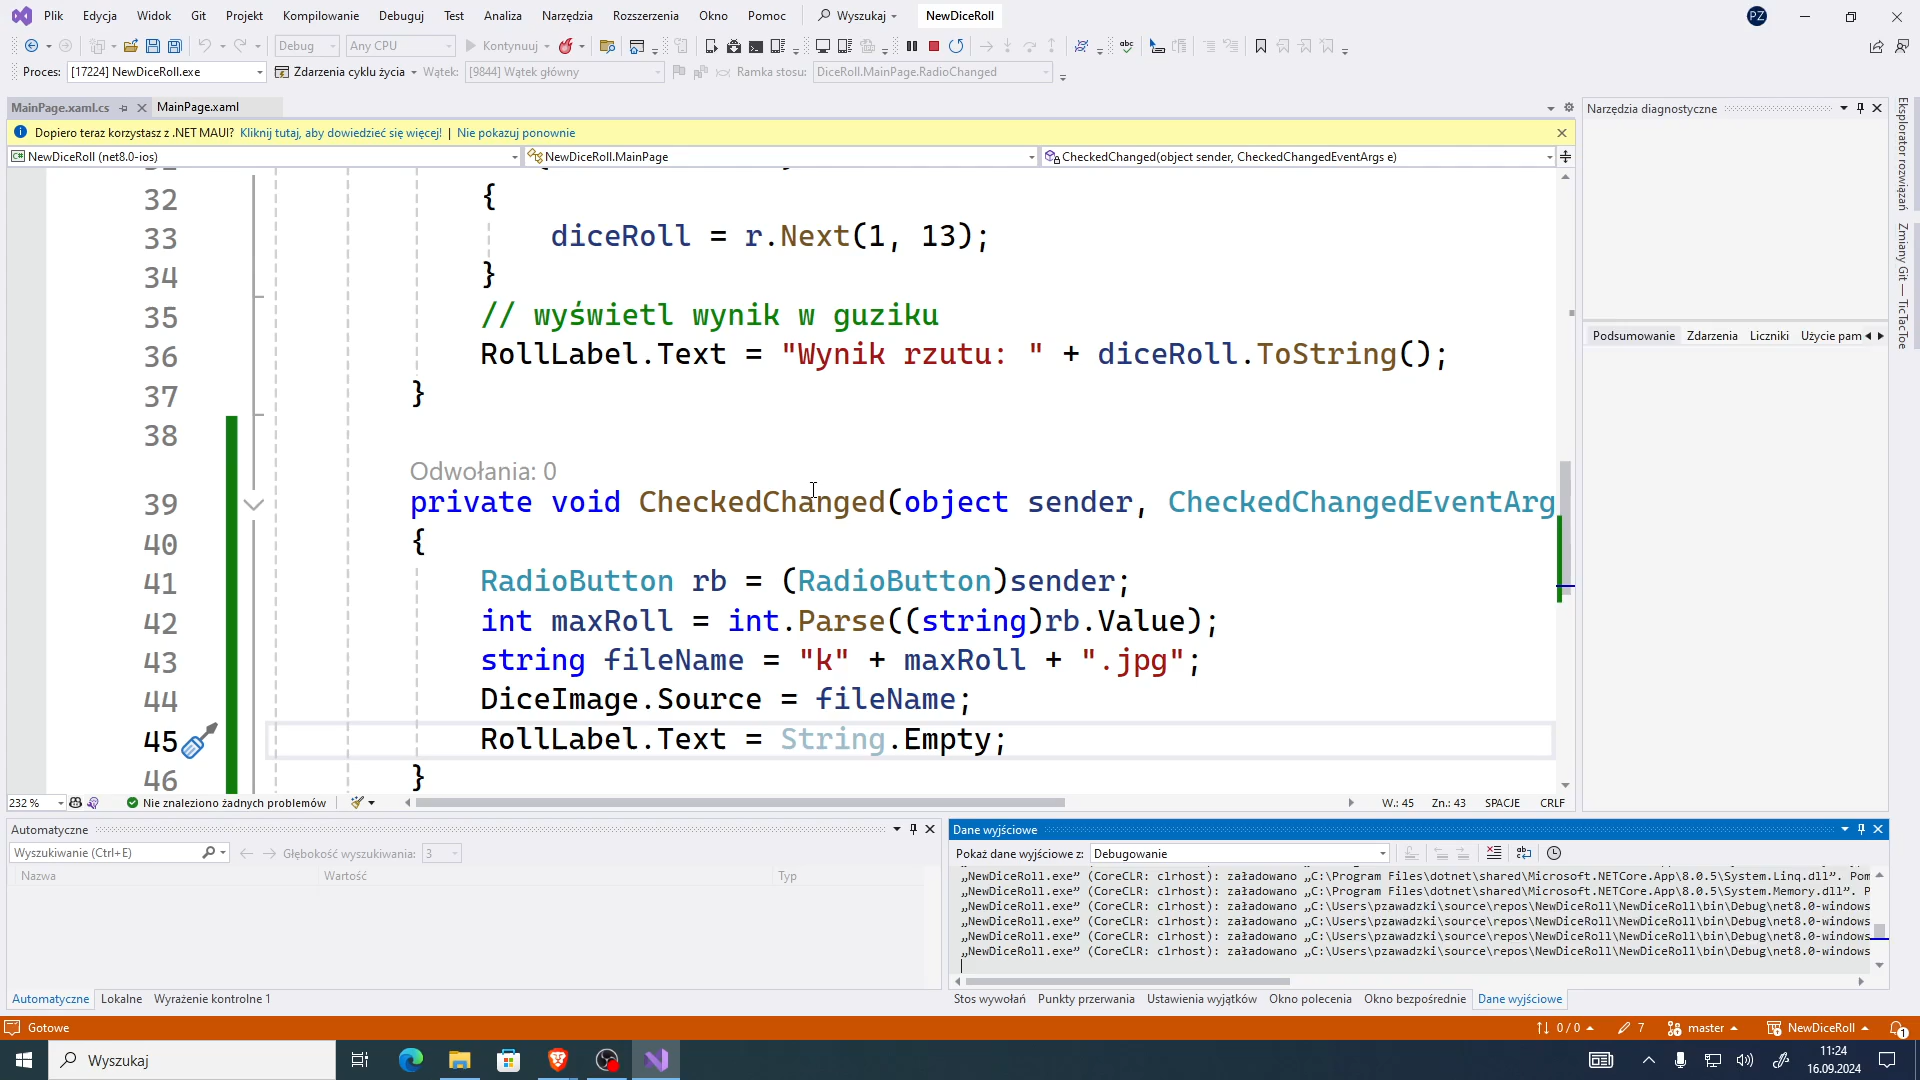 Plik Edycja Widok Git Projekt Kompilowanie Debuguj Test Analiza Narzędzia Rozszerzenia Okno Pomoc Wyszukaj NewDiceRoll PZ
Debug Any CPU Kontynuuj
Proces: [17224] NewDiceRoll.exe Zdarzenia cyklu życia Wątek: [9844] Wątek główny Ramka stosu: DiceRoll.MainPage.RadioChanged
MainPage.xaml.cs MainPage.xaml
Narzędzia diagnostyczne
Dopiero teraz korzystasz z .NET MAUI? Kliknij tutaj, aby dowiedzieć się więcej! | Nie pokazuj ponownie
NewDiceRoll (net8.0-ios) NewDiceRoll.MainPage CheckedChanged(object sender, CheckedChangedEventArgs e)
32 {
33 diceRoll = r.Next(1, 13);
34 }
35 // wyświetl wynik w guziku
36 RollLabel.Text = "Wynik rzutu: " + diceRoll.ToString();
37 }
38
Odwołania: 0
39 private void CheckedChanged(object sender, CheckedChangedEventArg
40 {
41 RadioButton rb = (RadioButton)sender;
42 int maxRoll = int.Parse((string)rb.Value);
43 string fileName = "k" + maxRoll + ".jpg";
44 DiceImage.Source = fileName;
45 RollLabel.Text = String.Empty;
46 }
Podsumowanie Zdarzenia Liczniki Użycie pam
Eksplorator rozwiązań
Zmiany Git — TicTacToe
232 % Nie znaleziono żadnych problemów W.: 45 Zn.: 43 SPACJE CRLF
Automatyczne
Wyszukiwanie (Ctrl+E) Głębokość wyszukiwania: 3
Nazwa Wartość Typ
Automatyczne Lokalne Wyrażenie kontrolne 1
Dane wyjściowe
Pokaż dane wyjściowe z: Debugowanie
„NewDiceRoll.exe” (CoreCLR: clrhost): załadowano „C:\Program Files\dotnet\shared\Microsoft.NETCore.App\8.0.5\System.Linq.dll”. Pom
„NewDiceRoll.exe” (CoreCLR: clrhost): załadowano „C:\Program Files\dotnet\shared\Microsoft.NETCore.App\8.0.5\System.Memory.dll”. P
„NewDiceRoll.exe” (CoreCLR: clrhost): załadowano „C:\Users\pzawadzki\source\repos\NewDiceRoll\NewDiceRoll\bin\Debug\net8.0-windows
„NewDiceRoll.exe” (CoreCLR: clrhost): załadowano „C:\Users\pzawadzki\source\repos\NewDiceRoll\NewDiceRoll\bin\Debug\net8.0-windows
„NewDiceRoll.exe” (CoreCLR: clrhost): załadowano „C:\Users\pzawadzki\source\repos\NewDiceRoll\NewDiceRoll\bin\Debug\net8.0-windows
„NewDiceRoll.exe” (CoreCLR: clrhost): załadowano „C:\Users\pzawadzki\source\repos\NewDiceRoll\NewDiceRoll\bin\Debug\net8.0-windows
Stos wywołań Punkty przerwania Ustawienia wyjątków Okno polecenia Okno bezpośrednie Dane wyjściowe
Gotowe 0 / 0 7 master NewDiceRoll 1
Wyszukaj
11:24
16.09.2024